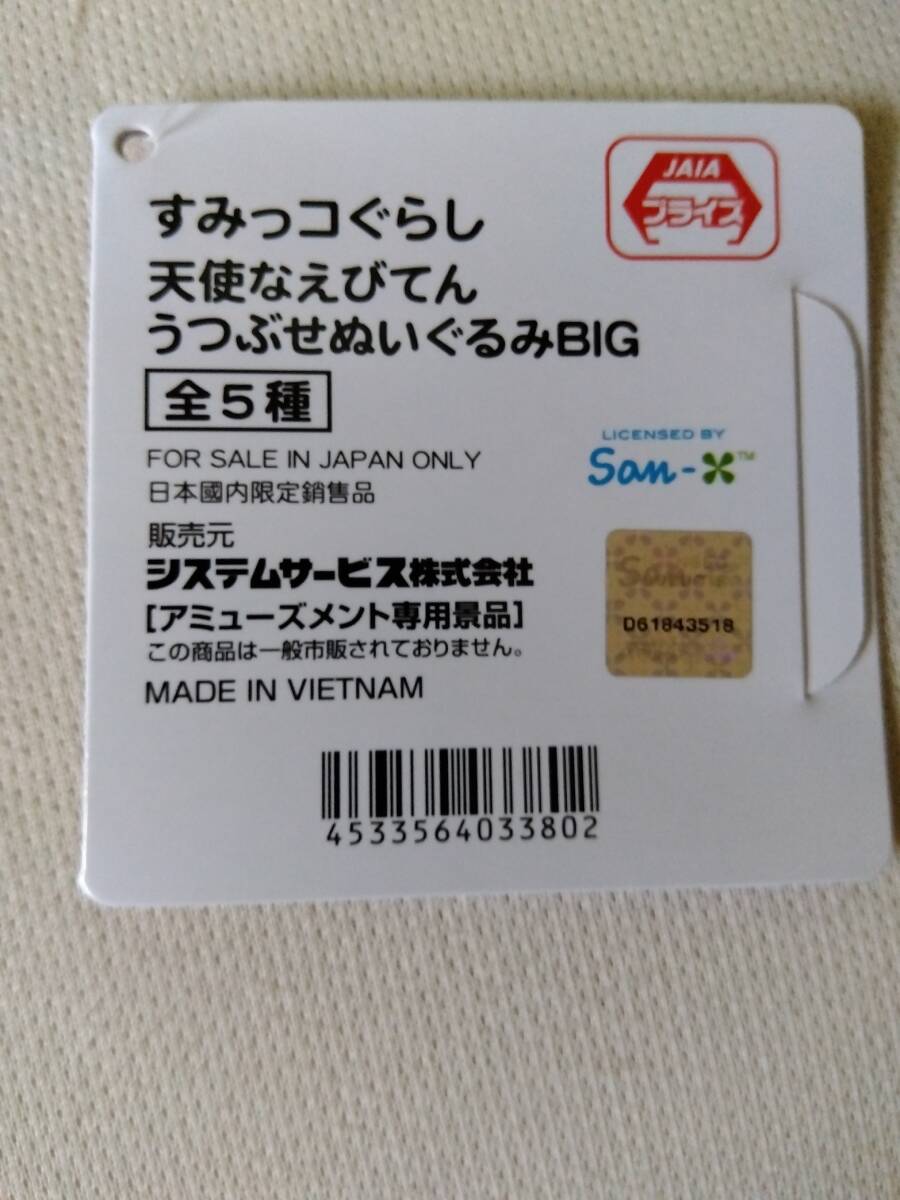 すみっコぐらし
天使なえびてん
うつぶせぬいぐるみBIG
全5種
JAIA
プライズ
FOR SALE IN JAPAN ONLY
日本國内限定銷售品
LICENSED BY
San-X™
販売元
システムサービス株式会社
[アミューズメント専用景品]
この商品は一般市販されておりません。
MADE IN VIETNAM
San-
D61843518
4533564033802